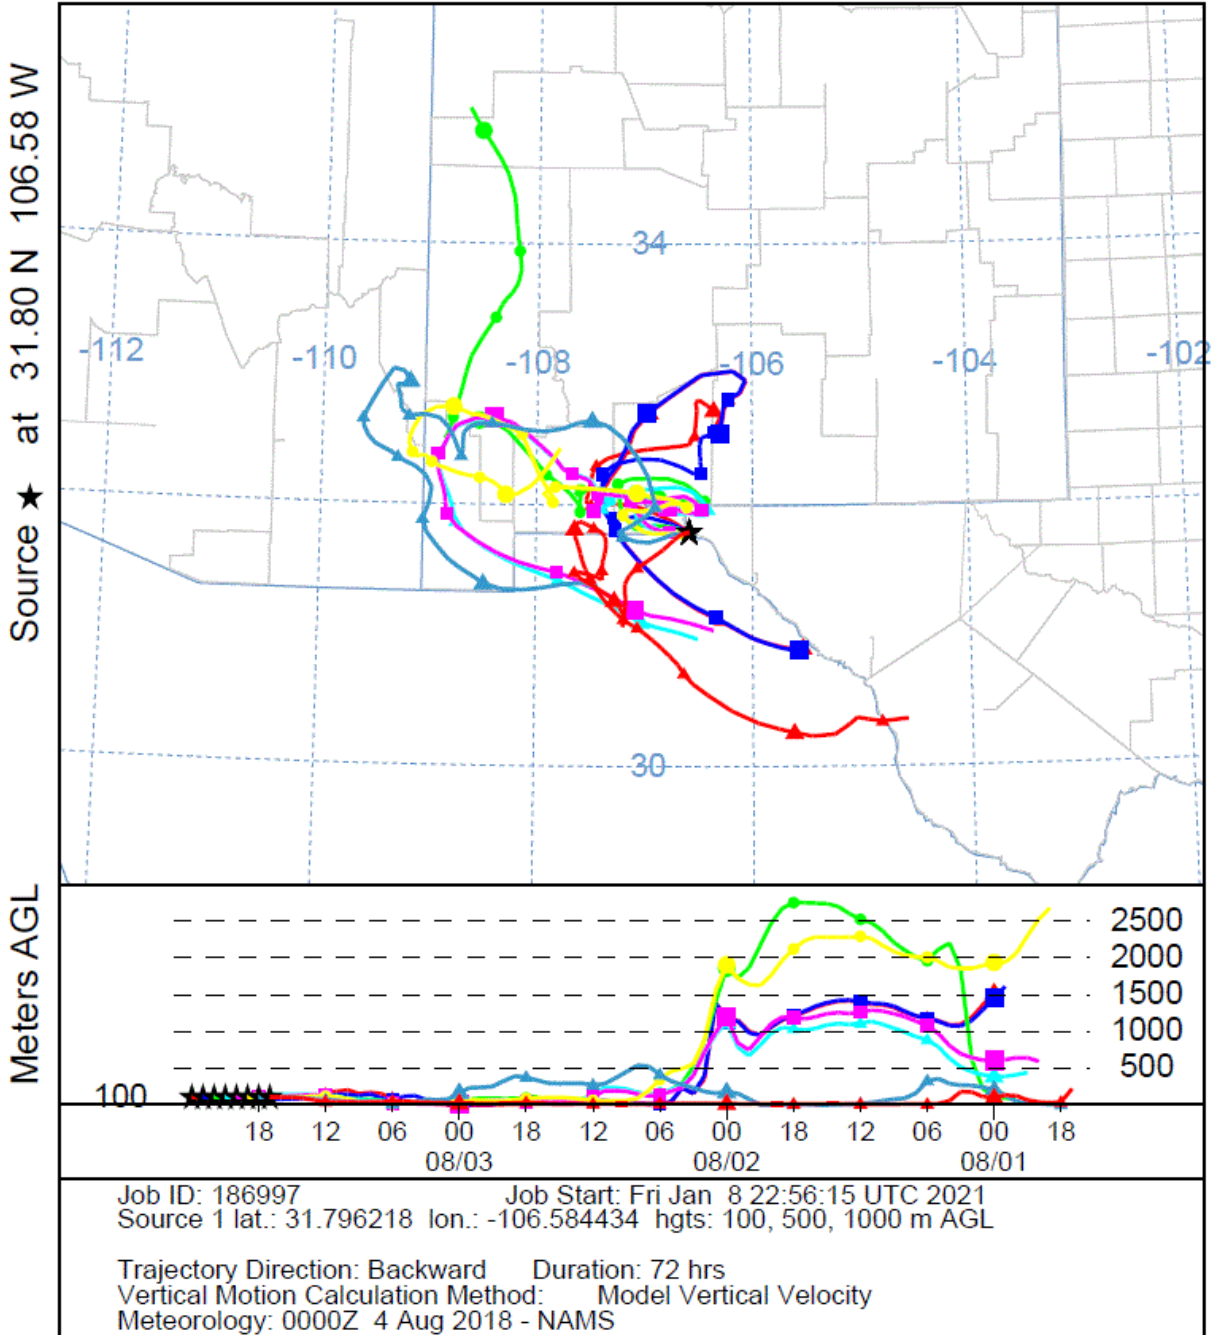 Source ★ at 31.80 N 106.58 W
34
-112 -110 -108 -106 -104 -102
30
Meters AGL
2500
2000
1500
1000
500
100
18 12 06 00 18 12 06 00 18 12 06 00 18
08/03 08/02 08/01
Job ID: 186997 Job Start: Fri Jan 8 22:56:15 UTC 2021
Source 1 lat.: 31.796218 lon.: -106.584434 hgts: 100, 500, 1000 m AGL
Trajectory Direction: Backward Duration: 72 hrs
Vertical Motion Calculation Method: Model Vertical Velocity
Meteorology: 0000Z 4 Aug 2018 - NAMS